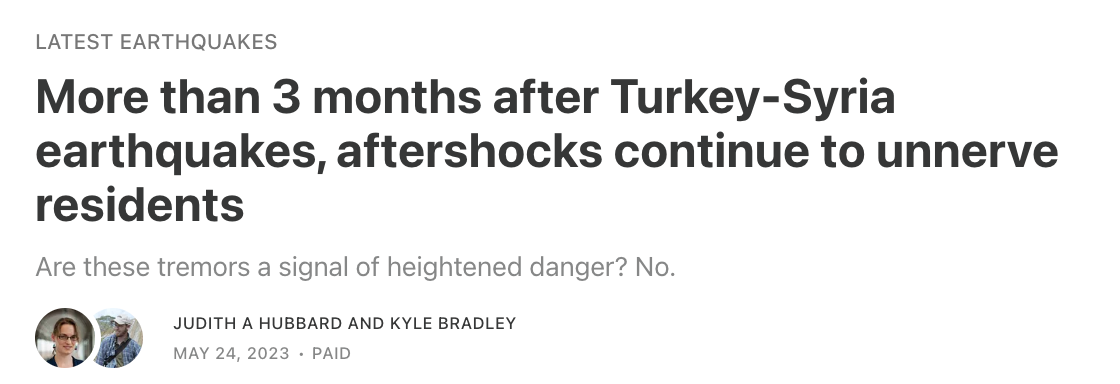 LATEST EARTHQUAKES
More than 3 months after Turkey-Syria
earthquakes, aftershocks continue to unnerve
residents
Are these tremors a signal of heightened danger? No.
JUDITH A HUBBARD AND KYLE BRADLEY
MAY 24, 2023 • PAID